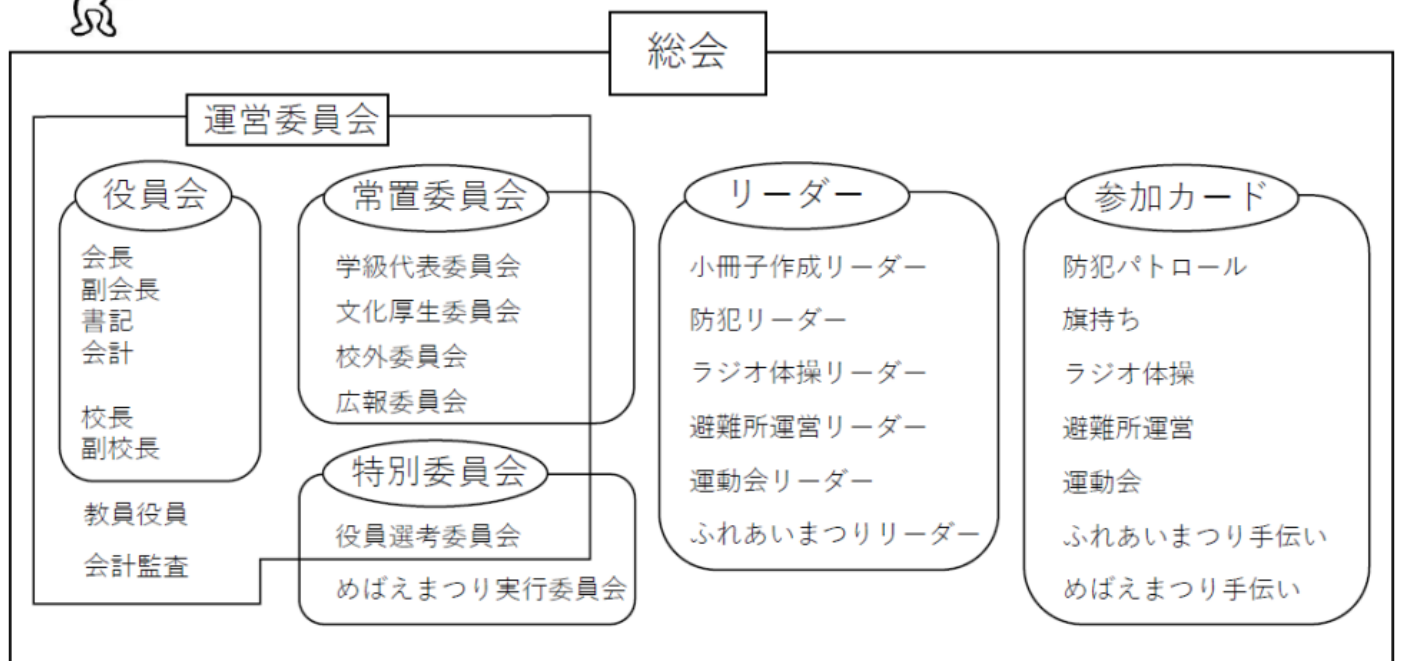 総会
運営委員会
役員会
会長
副会長
書記
会計
校長
副校長
教員役員
会計監査
常置委員会
学級代表委員会
文化厚生委員会
校外委員会
広報委員会
特別委員会
役員選考委員会
めばえまつり実行委員会
リーダー
小冊子作成リーダー
防犯リーダー
ラジオ体操リーダー
避難所運営リーダー
運動会リーダー
ふれあいまつりリーダー
参加カード
防犯パトロール
旗持ち
ラジオ体操
避難所運営
運動会
ふれあいまつり手伝い
めばえまつり手伝い